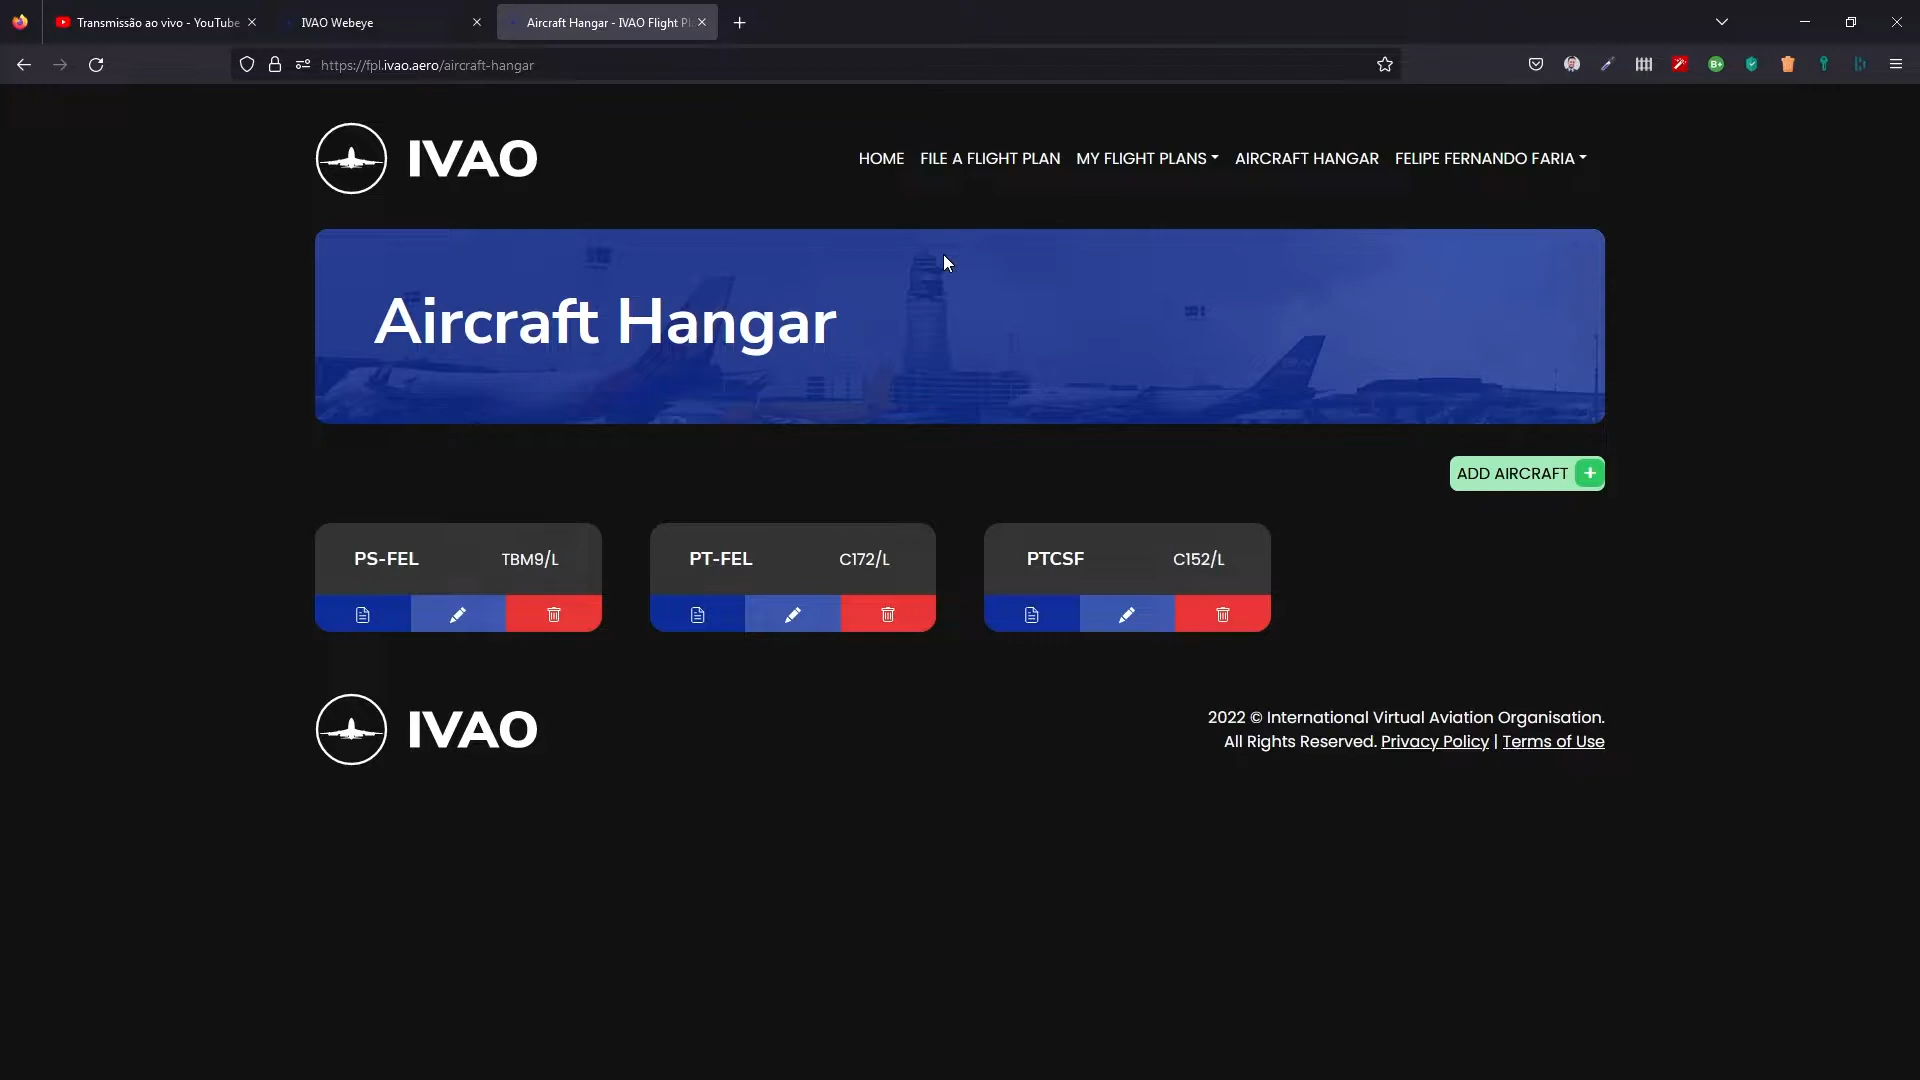 Transmissão ao vivo - YouTube
IVAO Webeye
Aircraft Hangar - IVAO Flight Pl
https://fpl.ivao.aero/aircraft-hangar
IVAO
HOME
FILE A FLIGHT PLAN
MY FLIGHT PLANS
AIRCRAFT HANGAR
FELIPE FERNANDO FARIA
Aircraft Hangar
ADD AIRCRAFT +
PS-FEL TBM9/L
PT-FEL C172/L
PTCSF C152/L
IVAO
2022 © International Virtual Aviation Organisation.
All Rights Reserved. Privacy Policy | Terms of Use